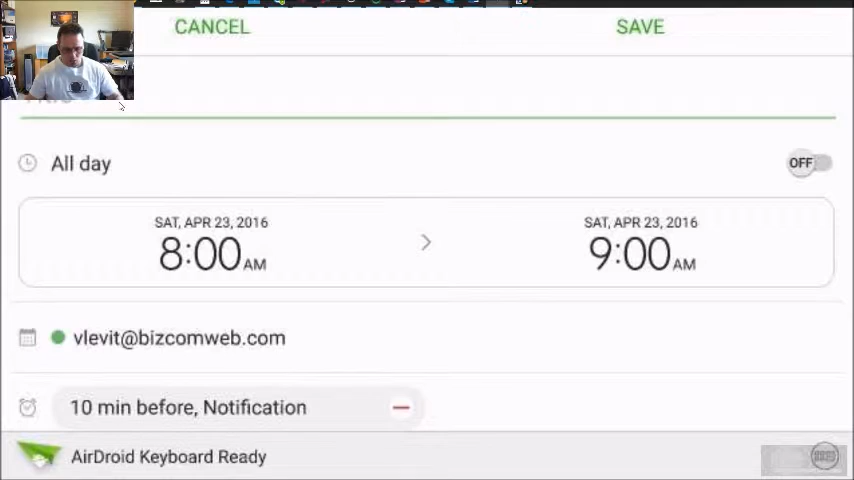 CANCEL
SAVE
All day
OFF
SAT, APR 23, 2016
8:00 AM
SAT, APR 23, 2016
9:00 AM
vlevit@bizcomweb.com
10 min before, Notification
AirDroid Keyboard Ready